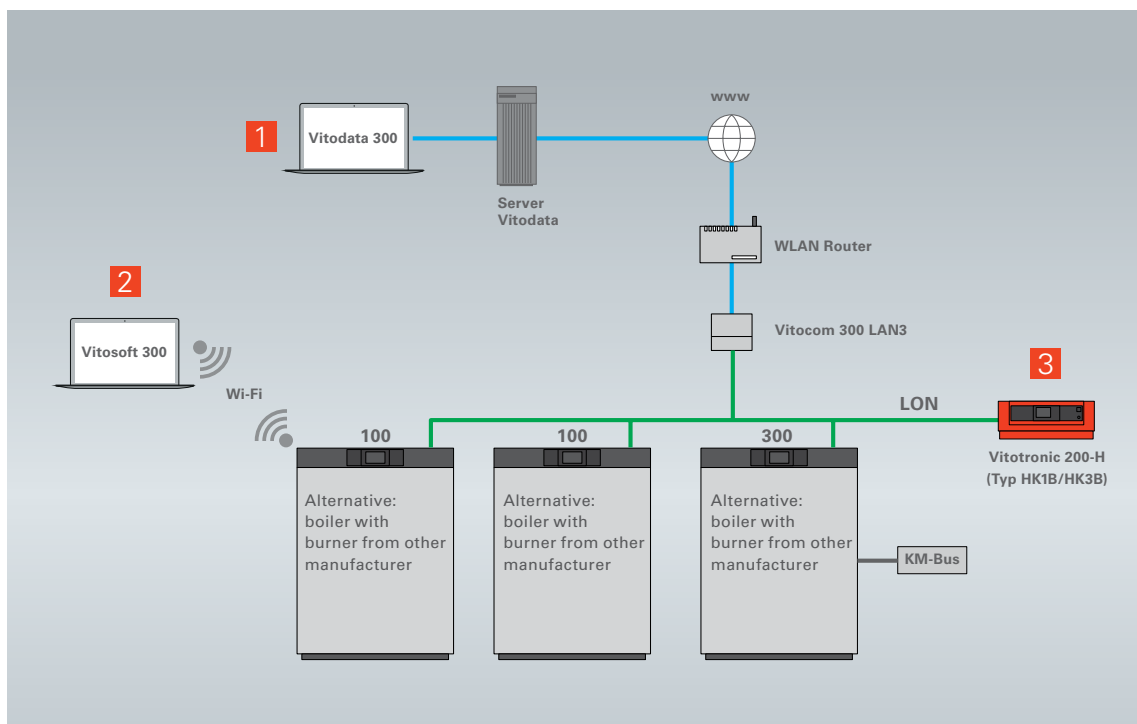 www
1
Vitodata 300
Server
Vitodata
WLAN Router
2
Vitosoft 300
Vitocom 300 LAN3
3
Wi-Fi
LON
100
100
300
Vitotronic 200-H
(Typ HK1B/HK3B)
Alternative:
boiler with
burner from other
manufacturer
Alternative:
boiler with
burner from other
manufacturer
Alternative:
boiler with
burner from other
manufacturer
KM-Bus